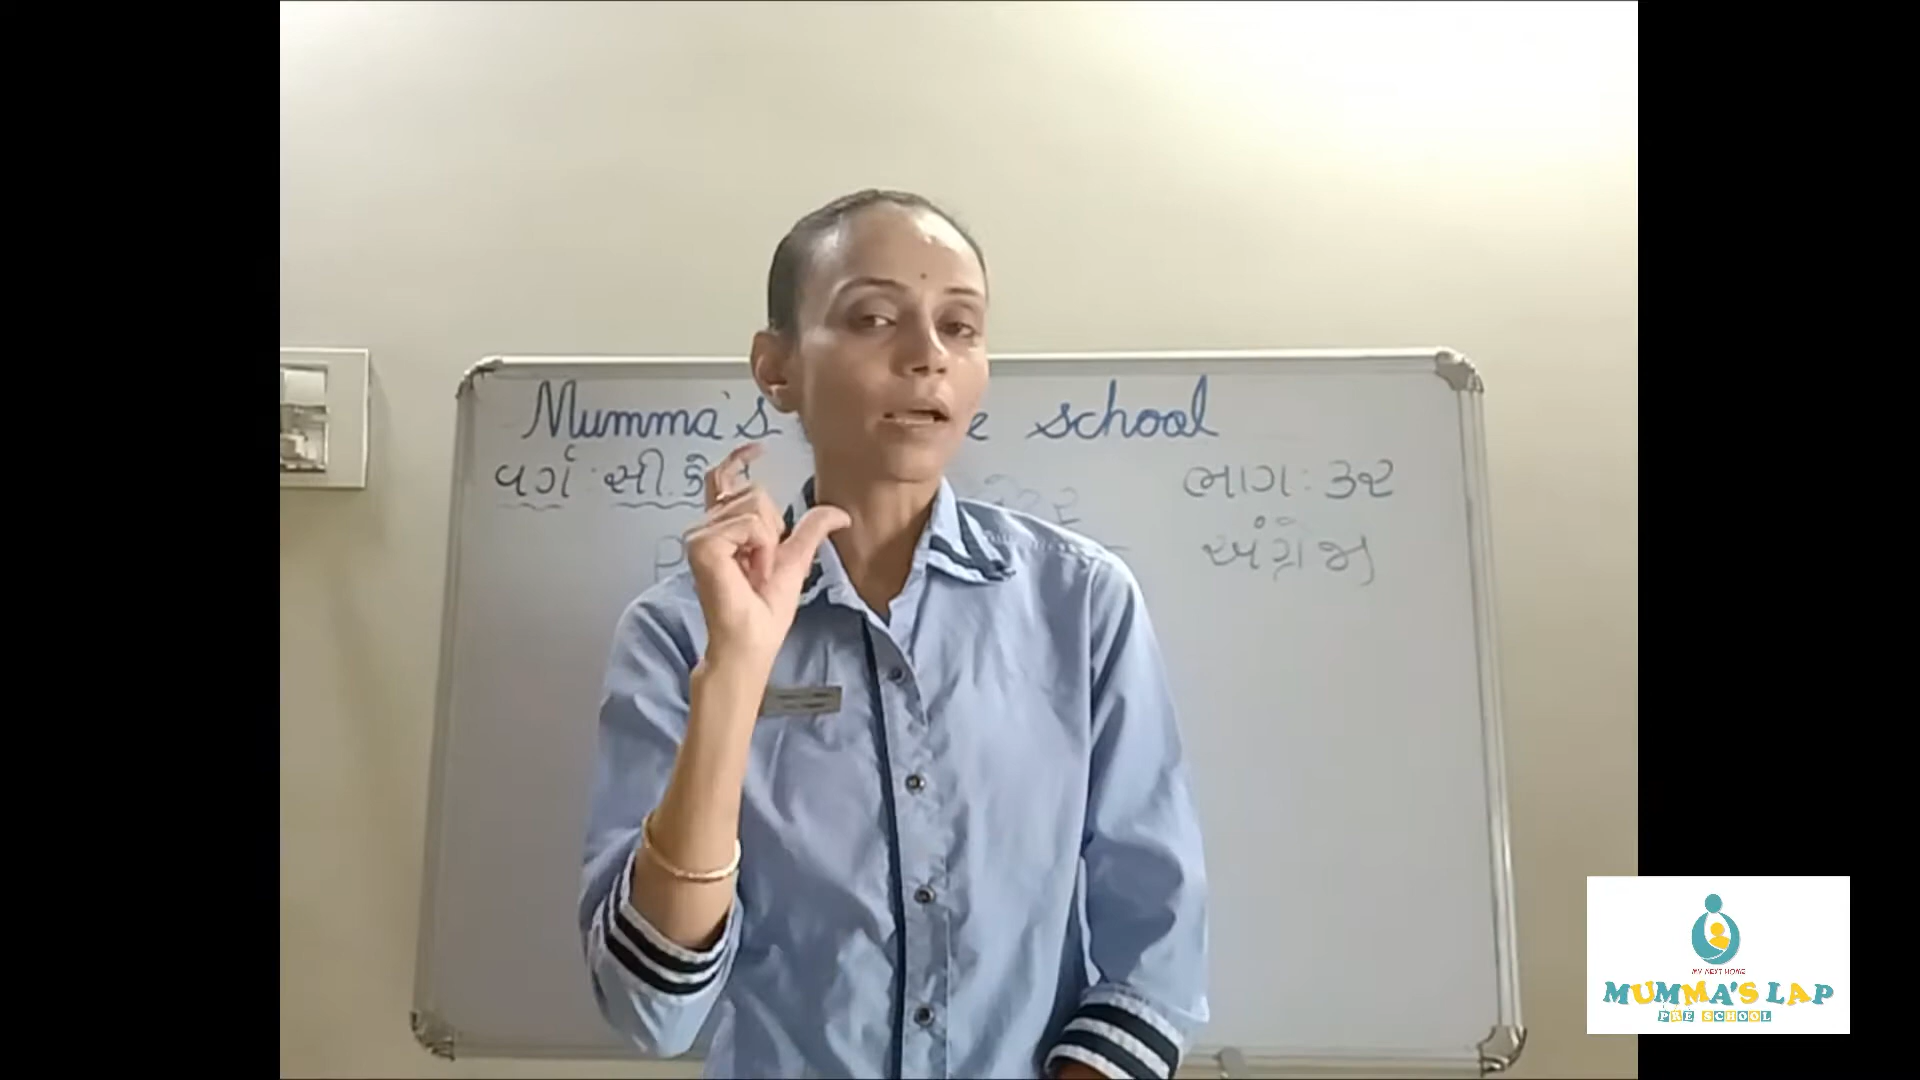 Mumma's school
વર્ગ : સી.કે. ભાગ : ૩૨
અંગ્રેજી
MY NEXT HOME
MUMMA'S LAP
PRE SCHOOL